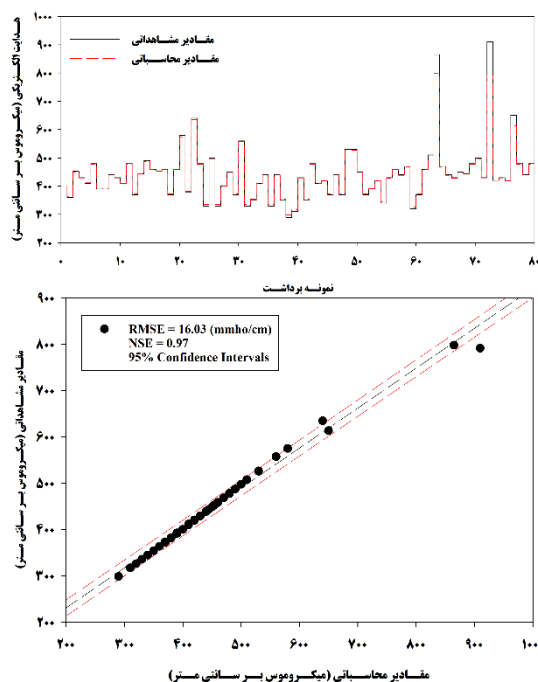 هدایت الکتریکی (میکروموس بر سانتی متر)
۱۰۰۰
۹۰۰
۸۰۰
۷۰۰
۶۰۰
۵۰۰
۴۰۰
۳۰۰
۲۰۰
مقادیر مشاهداتی
مقادیر محاسباتی
۰ ۱۰ ۲۰ ۳۰ ۴۰ ۵۰ ۶۰ ۷۰ ۸۰
نمونه برداشت
مقادیر مشاهداتی (میکروموس بر سانتی متر)
۹۰۰
۸۰۰
۷۰۰
۶۰۰
۵۰۰
۴۰۰
۳۰۰
۲۰۰
RMSE = 16.03 (mmho/cm)
NSE = 0.97
95% Confidence Intervals
۲۰۰ ۳۰۰ ۴۰۰ ۵۰۰ ۶۰۰ ۷۰۰ ۸۰۰ ۹۰۰ ۱۰۰
مقادیر محاسباتی (میکروموس بر سانتی متر)